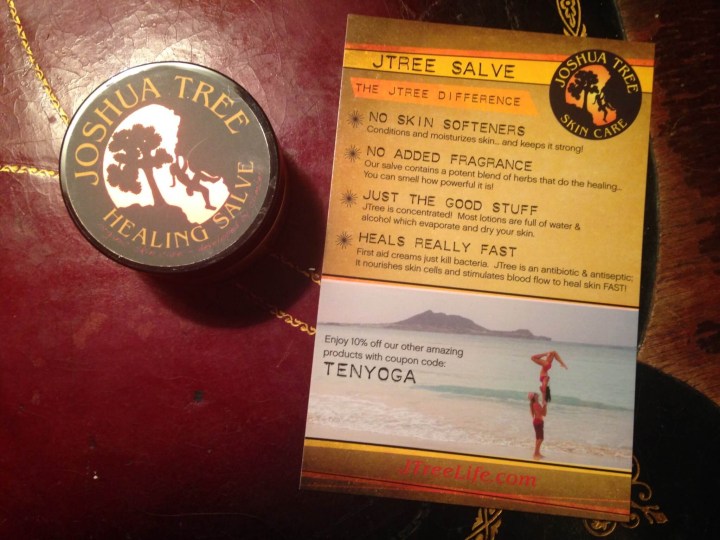 JOSHUA TREE
HEALING SALVE
JTREE SALVE
JOSHUA TREE
SKIN CARE
THE JTREE DIFFERENCE
NO SKIN SOFTENERS
Conditions and moisturizes skin... and keeps it strong!
NO ADDED FRAGRANCE
Our salve contains a potent blend of herbs that do the healing...
You can smell how powerful it is!
JUST THE GOOD STUFF
JTree is concentrated! Most lotions are full of water &
alcohol which evaporate and dry your skin.
HEALS REALLY FAST
First aid creams just kill bacteria. JTree is an antibiotic & antiseptic;
It nourishes skin cells and stimulates blood flow to heal skin FAST!
Enjoy 10% off our other amazing
products with coupon code:
TENYOGA
JTreeLife.com